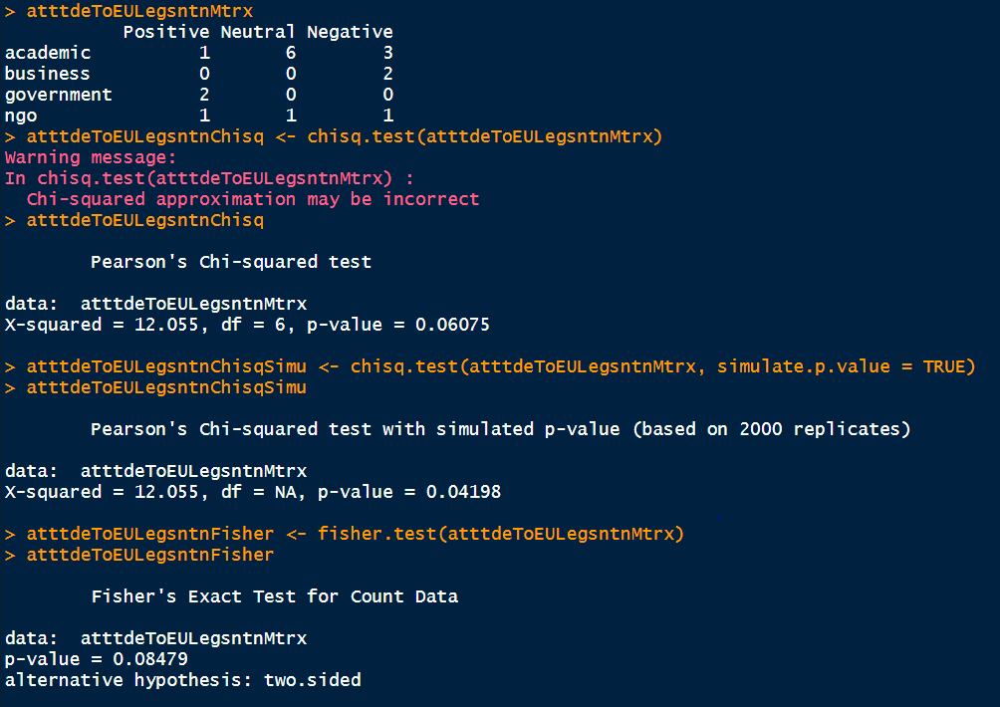 > atttdeToEULegsntnMtrx
           Positive Neutral Negative
academic          1       6        3
business          0       0        2
government        2       0        0
ngo               1       1        1
> atttdeToEULegsntnChisq <- chisq.test(atttdeToEULegsntnMtrx)
Warning message:
In chisq.test(atttdeToEULegsntnMtrx) :
  Chi-squared approximation may be incorrect
> atttdeToEULegsntnChisq

        Pearson's Chi-squared test

data:  atttdeToEULegsntnMtrx
X-squared = 12.055, df = 6, p-value = 0.06075

> atttdeToEULegsntnChisqSimu <- chisq.test(atttdeToEULegsntnMtrx, simulate.p.value = TRUE)
> atttdeToEULegsntnChisqSimu

        Pearson's Chi-squared test with simulated p-value (based on 2000 replicates)

data:  atttdeToEULegsntnMtrx
X-squared = 12.055, df = NA, p-value = 0.04198

> atttdeToEULegsntnFisher <- fisher.test(atttdeToEULegsntnMtrx)
> atttdeToEULegsntnFisher

        Fisher's Exact Test for Count Data

data:  atttdeToEULegsntnMtrx
p-value = 0.08479
alternative hypothesis: two.sided